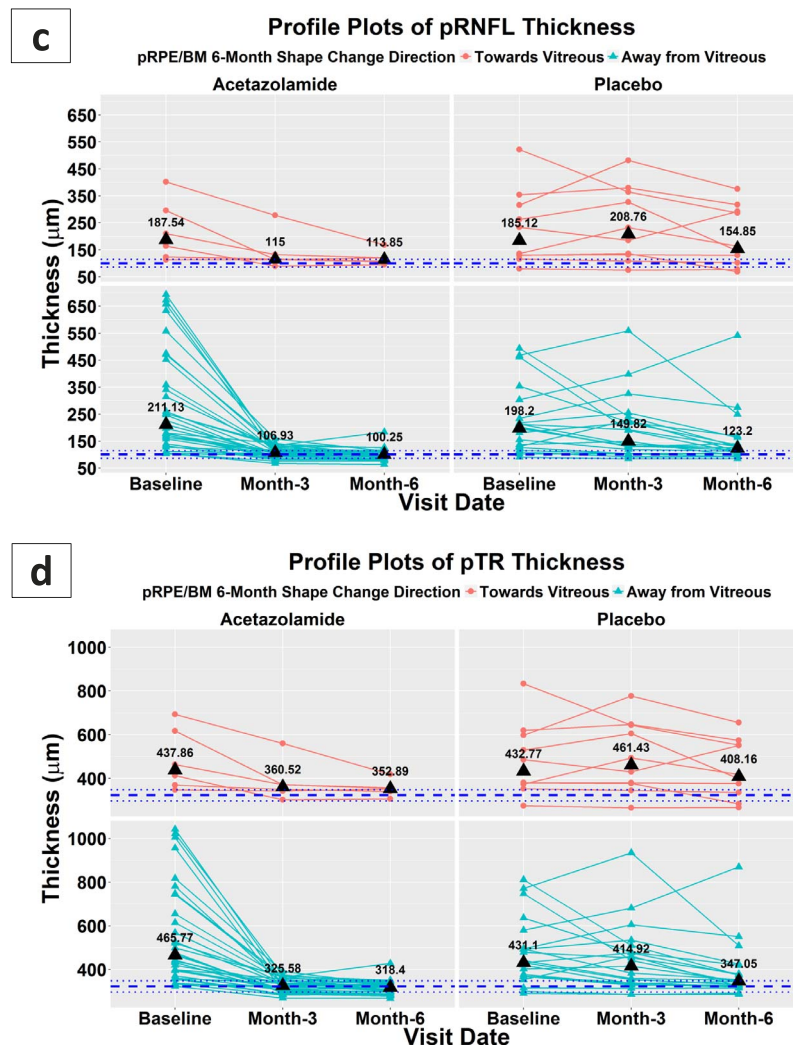 c
Profile Plots of pRNFL Thickness
pRPE/BM 6-Month Shape Change Direction Towards Vitreous Away from Vitreous
Acetazolamide Placebo
Thickness (μm)
650
550
450
350
250
150
50
187.54 115 113.85
185.12 208.76 154.85
650
550
450
350
250
150
50
211.13 106.93 100.25
198.2 149.82 123.2
Baseline Month-3 Month-6 Baseline Month-3 Month-6
Visit Date
d
Profile Plots of pTR Thickness
pRPE/BM 6-Month Shape Change Direction Towards Vitreous Away from Vitreous
Acetazolamide Placebo
Thickness (μm)
1000
800
600
400
437.86 360.52 352.89
432.77 461.43 408.16
1000
800
600
400
465.77 325.58 318.4
431.1 414.92 347.05
Baseline Month-3 Month-6 Baseline Month-3 Month-6
Visit Date